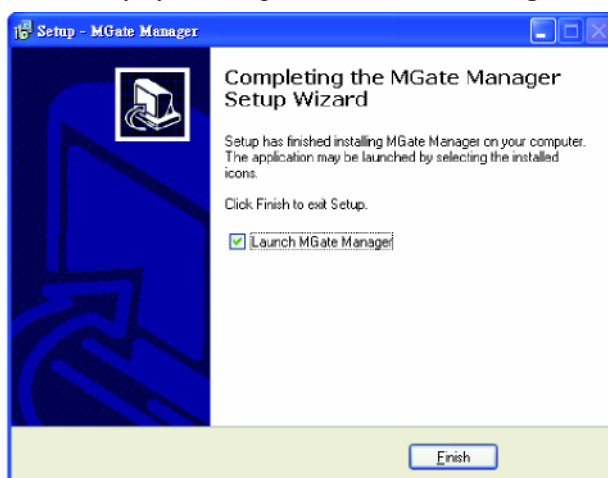 Setup - MGate Manager
Completing the MGate Manager
Setup Wizard
Setup has finished installing MGate Manager on your computer.
The application may be launched by selecting the installed
icons.
Click Finish to exit Setup.
Launch MGate Manager
Finish